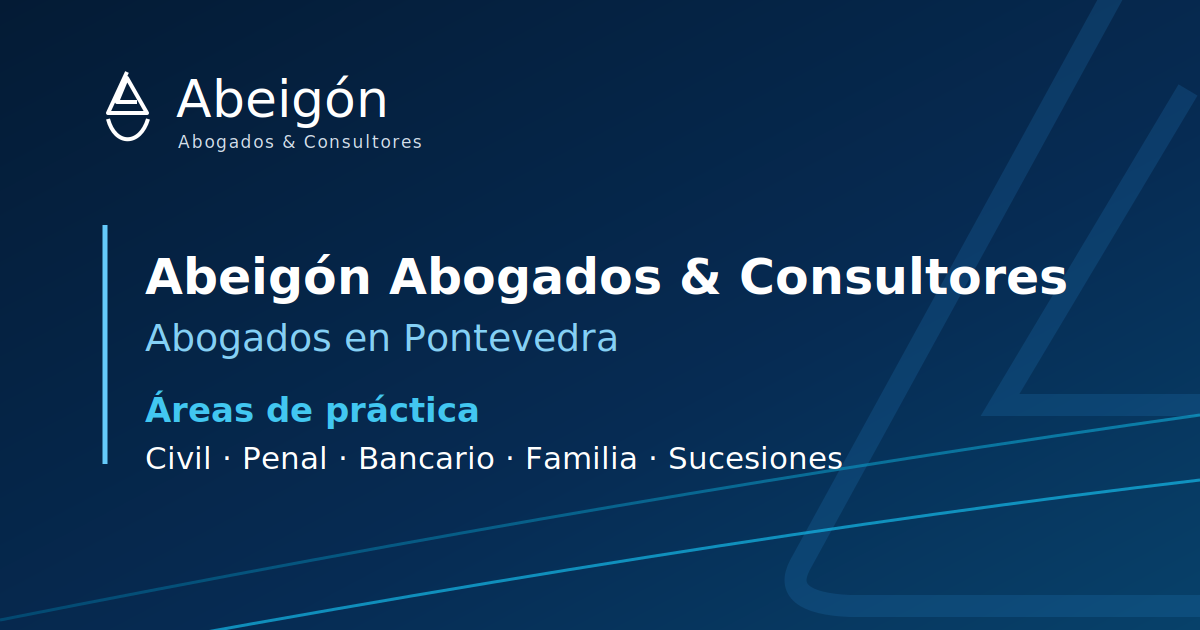 Abeigón
Abogados & Consultores
Abeigón Abogados & Consultores
Abogados en Pontevedra
Áreas de práctica
Civil · Penal · Bancario · Familia · Sucesiones